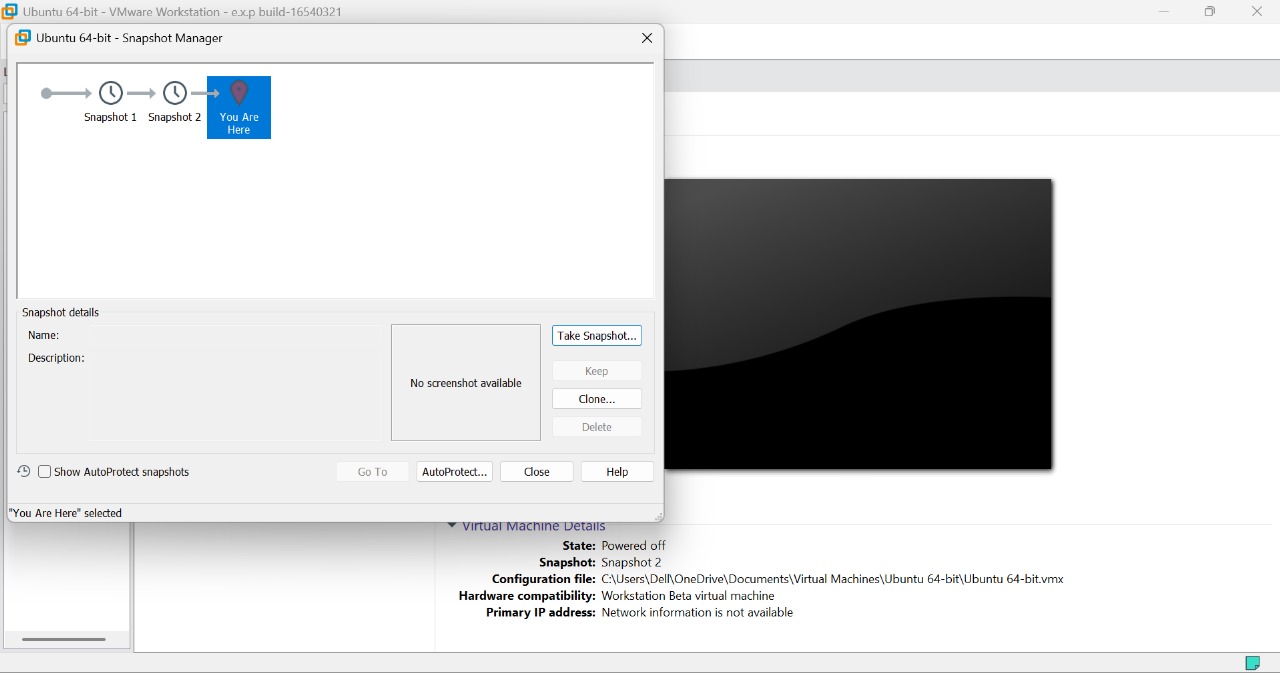 Ubuntu 64-bit - VMware Workstation - e.x.p build-16540321
Ubuntu 64-bit - Snapshot Manager
Snapshot 1
Snapshot 2
You Are
Here
Snapshot details
Name:
Description:
No screenshot available
Take Snapshot...
Keep
Clone...
Delete
Show AutoProtect snapshots
Go To
AutoProtect...
Close
Help
"You Are Here" selected
Virtual Machine Details
State: Powered off
Snapshot: Snapshot 2
Configuration file: C:\Users\Dell\OneDrive\Documents\Virtual Machines\Ubuntu 64-bit\Ubuntu 64-bit.vmx
Hardware compatibility: Workstation Beta virtual machine
Primary IP address: Network information is not available